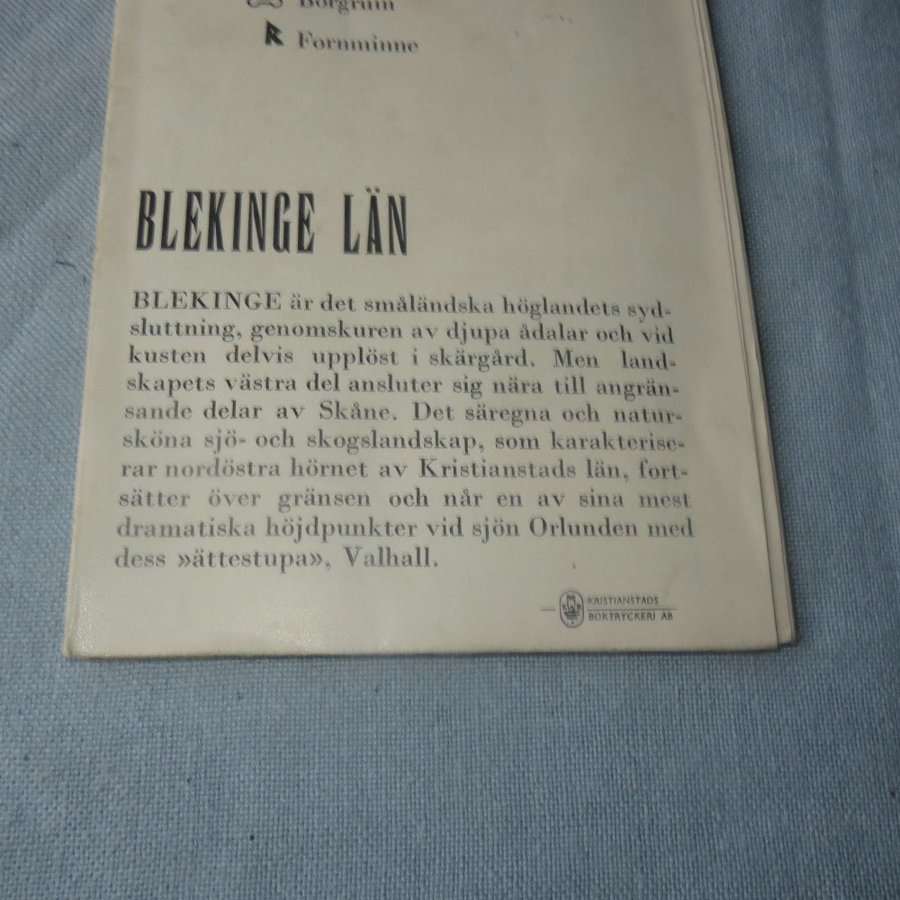 Borgruin
R Fornminne
BLEKINGE LÄN
BLEKINGE är det småländska höglandets syd-
sluttning, genomskuren av djupa ådalar och vid
kusten delvis upplöst i skärgård. Men land-
skapets västra del ansluter sig nära till angrän-
sande delar av Skåne. Det säregna och natur-
sköna sjö- och skogslandskap, som karakterise-
rar nordöstra hörnet av Kristianstads län, fort-
sätter över gränsen och når en av sina mest
dramatiska höjdpunkter vid sjön Orlunden med
dess »ättestupa», Valhall.
KRISTIANSTADS
BOKTRYCKERI AB